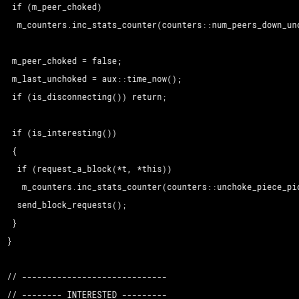 if (m_peer_choked)
m_counters.inc_stats_counter(counters::num_peers_down_unc
m_peer_choked = false;
m_last_unchoked = aux::time_now();
if (is_disconnecting()) return;
if (is_interesting())
{
if (request_a_block(*t, *this))
m_counters.inc_stats_counter(counters::unchoke_piece_pic
send_block_requests();
}
}
// -----------------------------
// -------- INTERESTED ---------